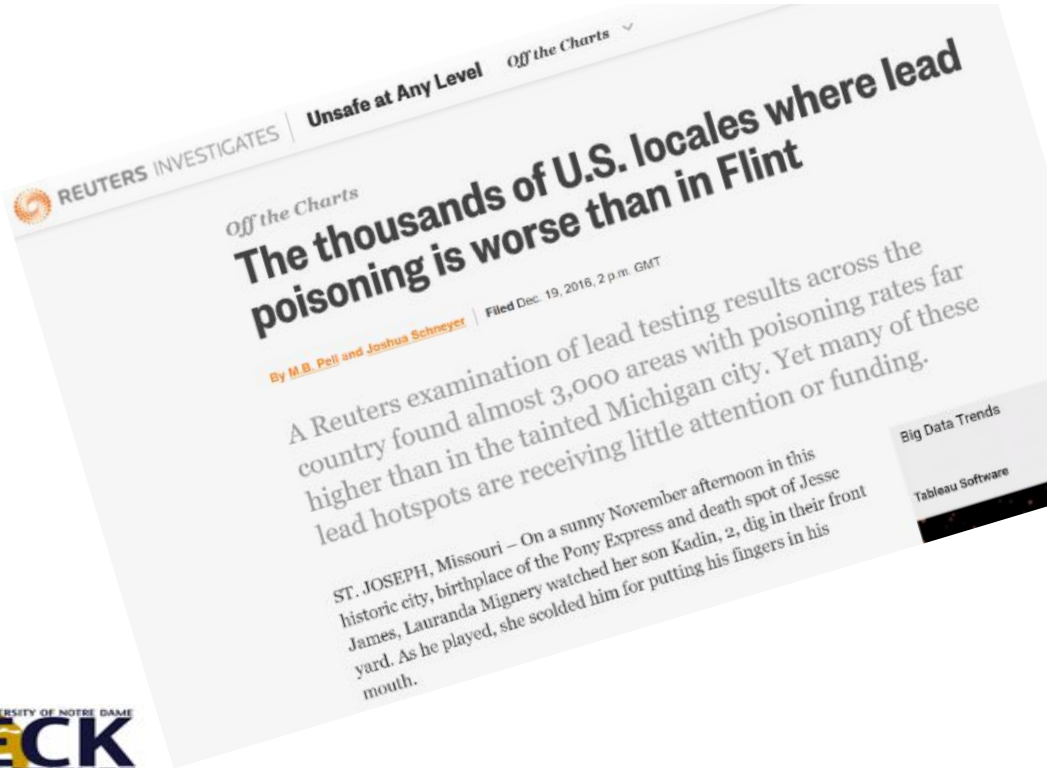 REUTERS INVESTIGATES
Unsafe at Any Level
Off the Charts
Off the Charts
The thousands of U.S. locales where lead
poisoning is worse than in Flint
By M.B. Pell and Joshua Schneyer
Filed Dec. 19, 2016, 2 p.m. GMT
A Reuters examination of lead testing results across the
country found almost 3,000 areas with poisoning rates far
higher than in the tainted Michigan city. Yet many of these
lead hotspots are receiving little attention or funding.
ST. JOSEPH, Missouri – On a sunny November afternoon in this
historic city, birthplace of the Pony Express and death spot of Jesse
James, Lauranda Mignery watched her son Kadin, 2, dig in their front
yard. As he played, she scolded him for putting his fingers in his
mouth.
Big Data Trends
Tableau Software
OF NOTRE DAME
CK